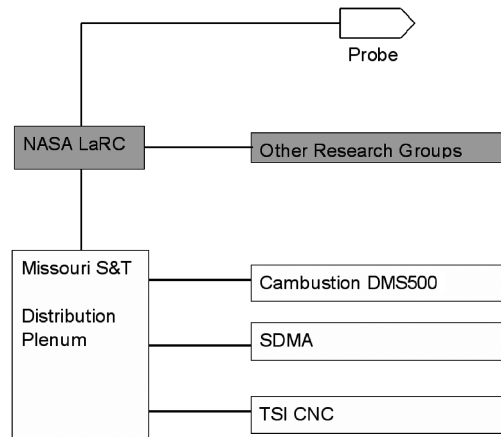 Probe
NASA LaRC
Other Research Groups
Missouri S&T
Distribution
Plenum
Cambustion DMS500
SDMA
TSI CNC